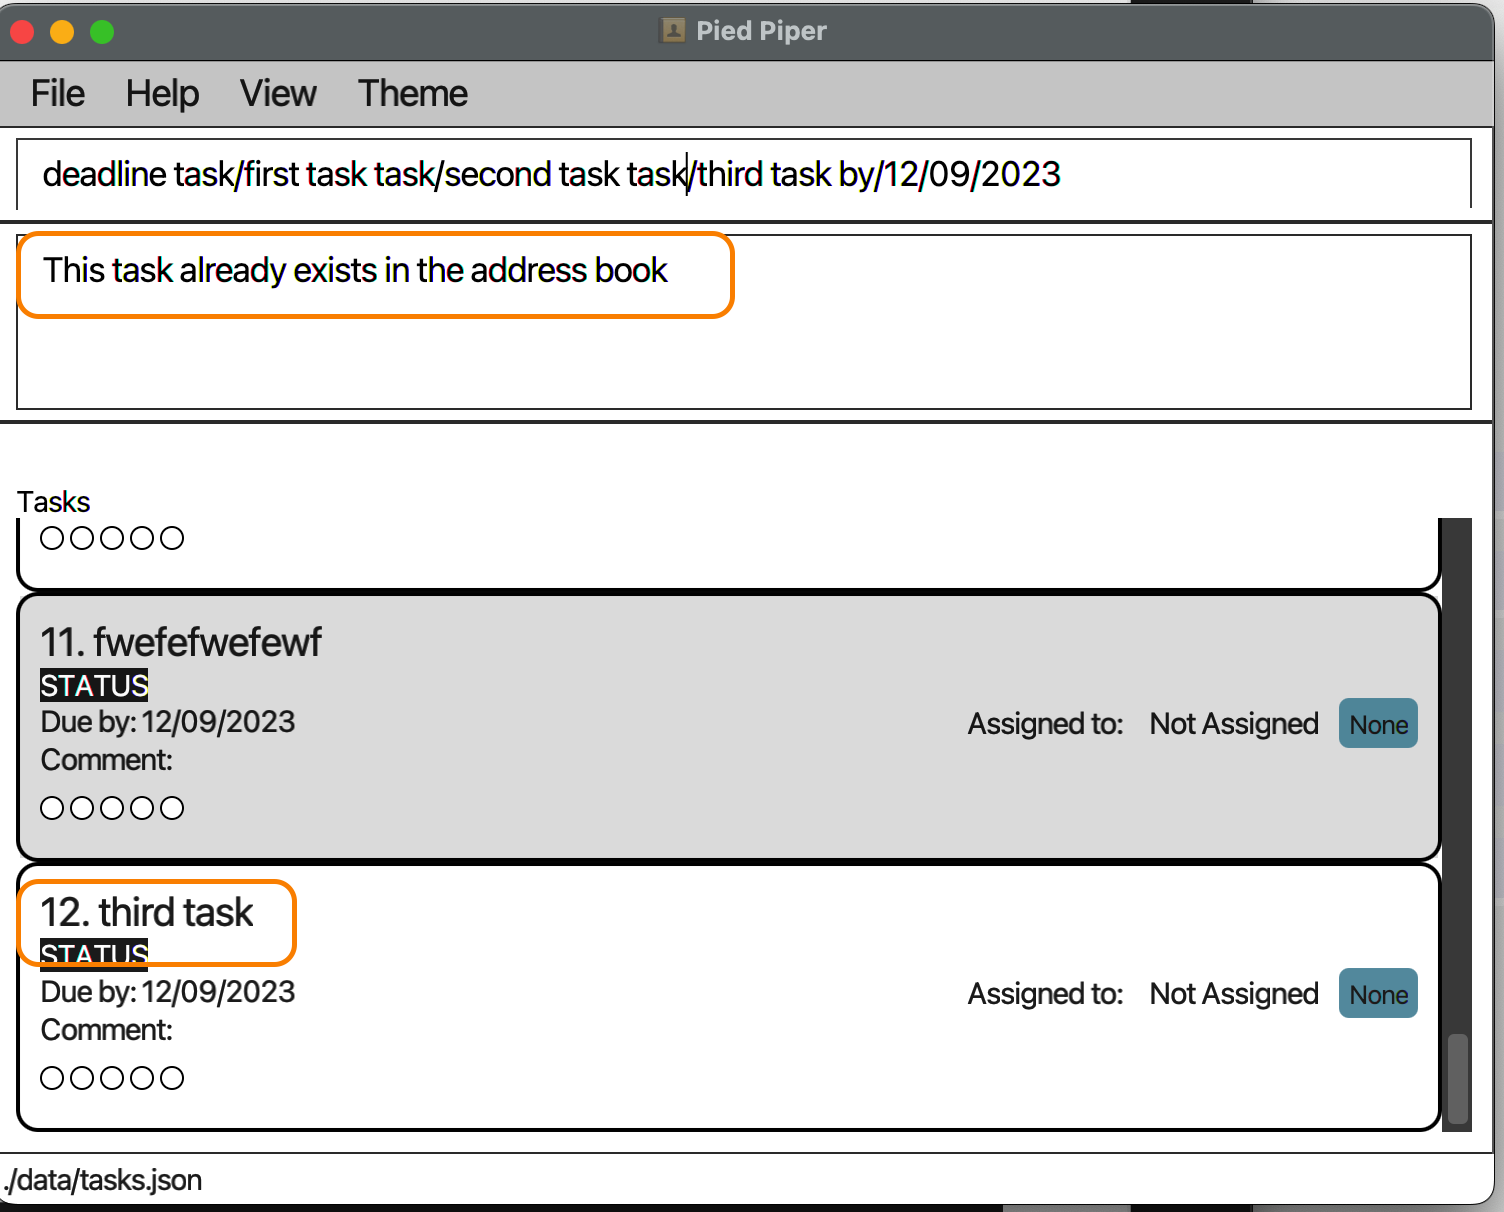 Pied Piper
File Help View Theme
deadline task/first task task/second task task/third task by/12/09/2023
This task already exists in the address book
Tasks
11. fwefefwefewf
STATUS
Due by: 12/09/2023
Assigned to: Not Assigned None
Comment:
12. third task
STATUS
Due by: 12/09/2023
Assigned to: Not Assigned None
Comment:
./data/tasks.json